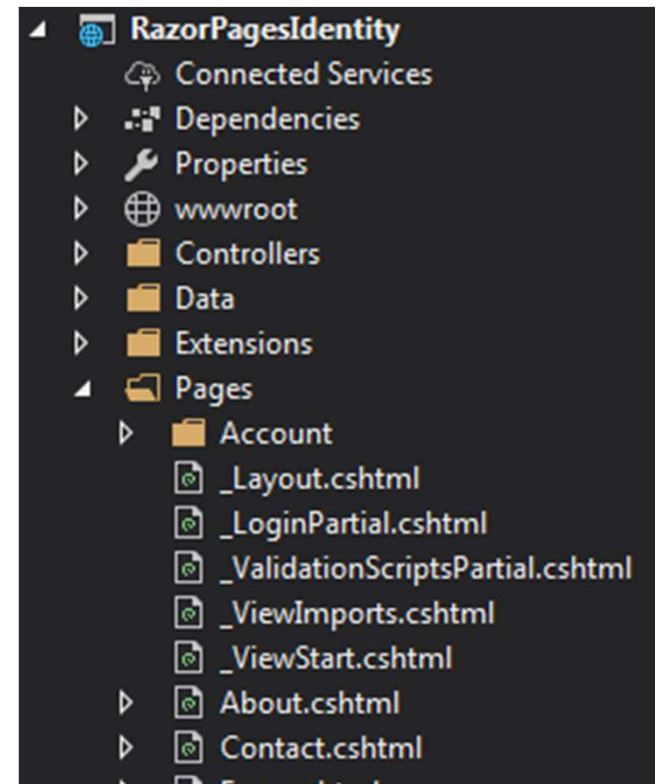 RazorPagesIdentity
Connected Services
Dependencies
Properties
wwwroot
Controllers
Data
Extensions
Pages
Account
_Layout.cshtml
_LoginPartial.cshtml
_ValidationScriptsPartial.cshtml
_ViewImports.cshtml
_ViewStart.cshtml
About.cshtml
Contact.cshtml